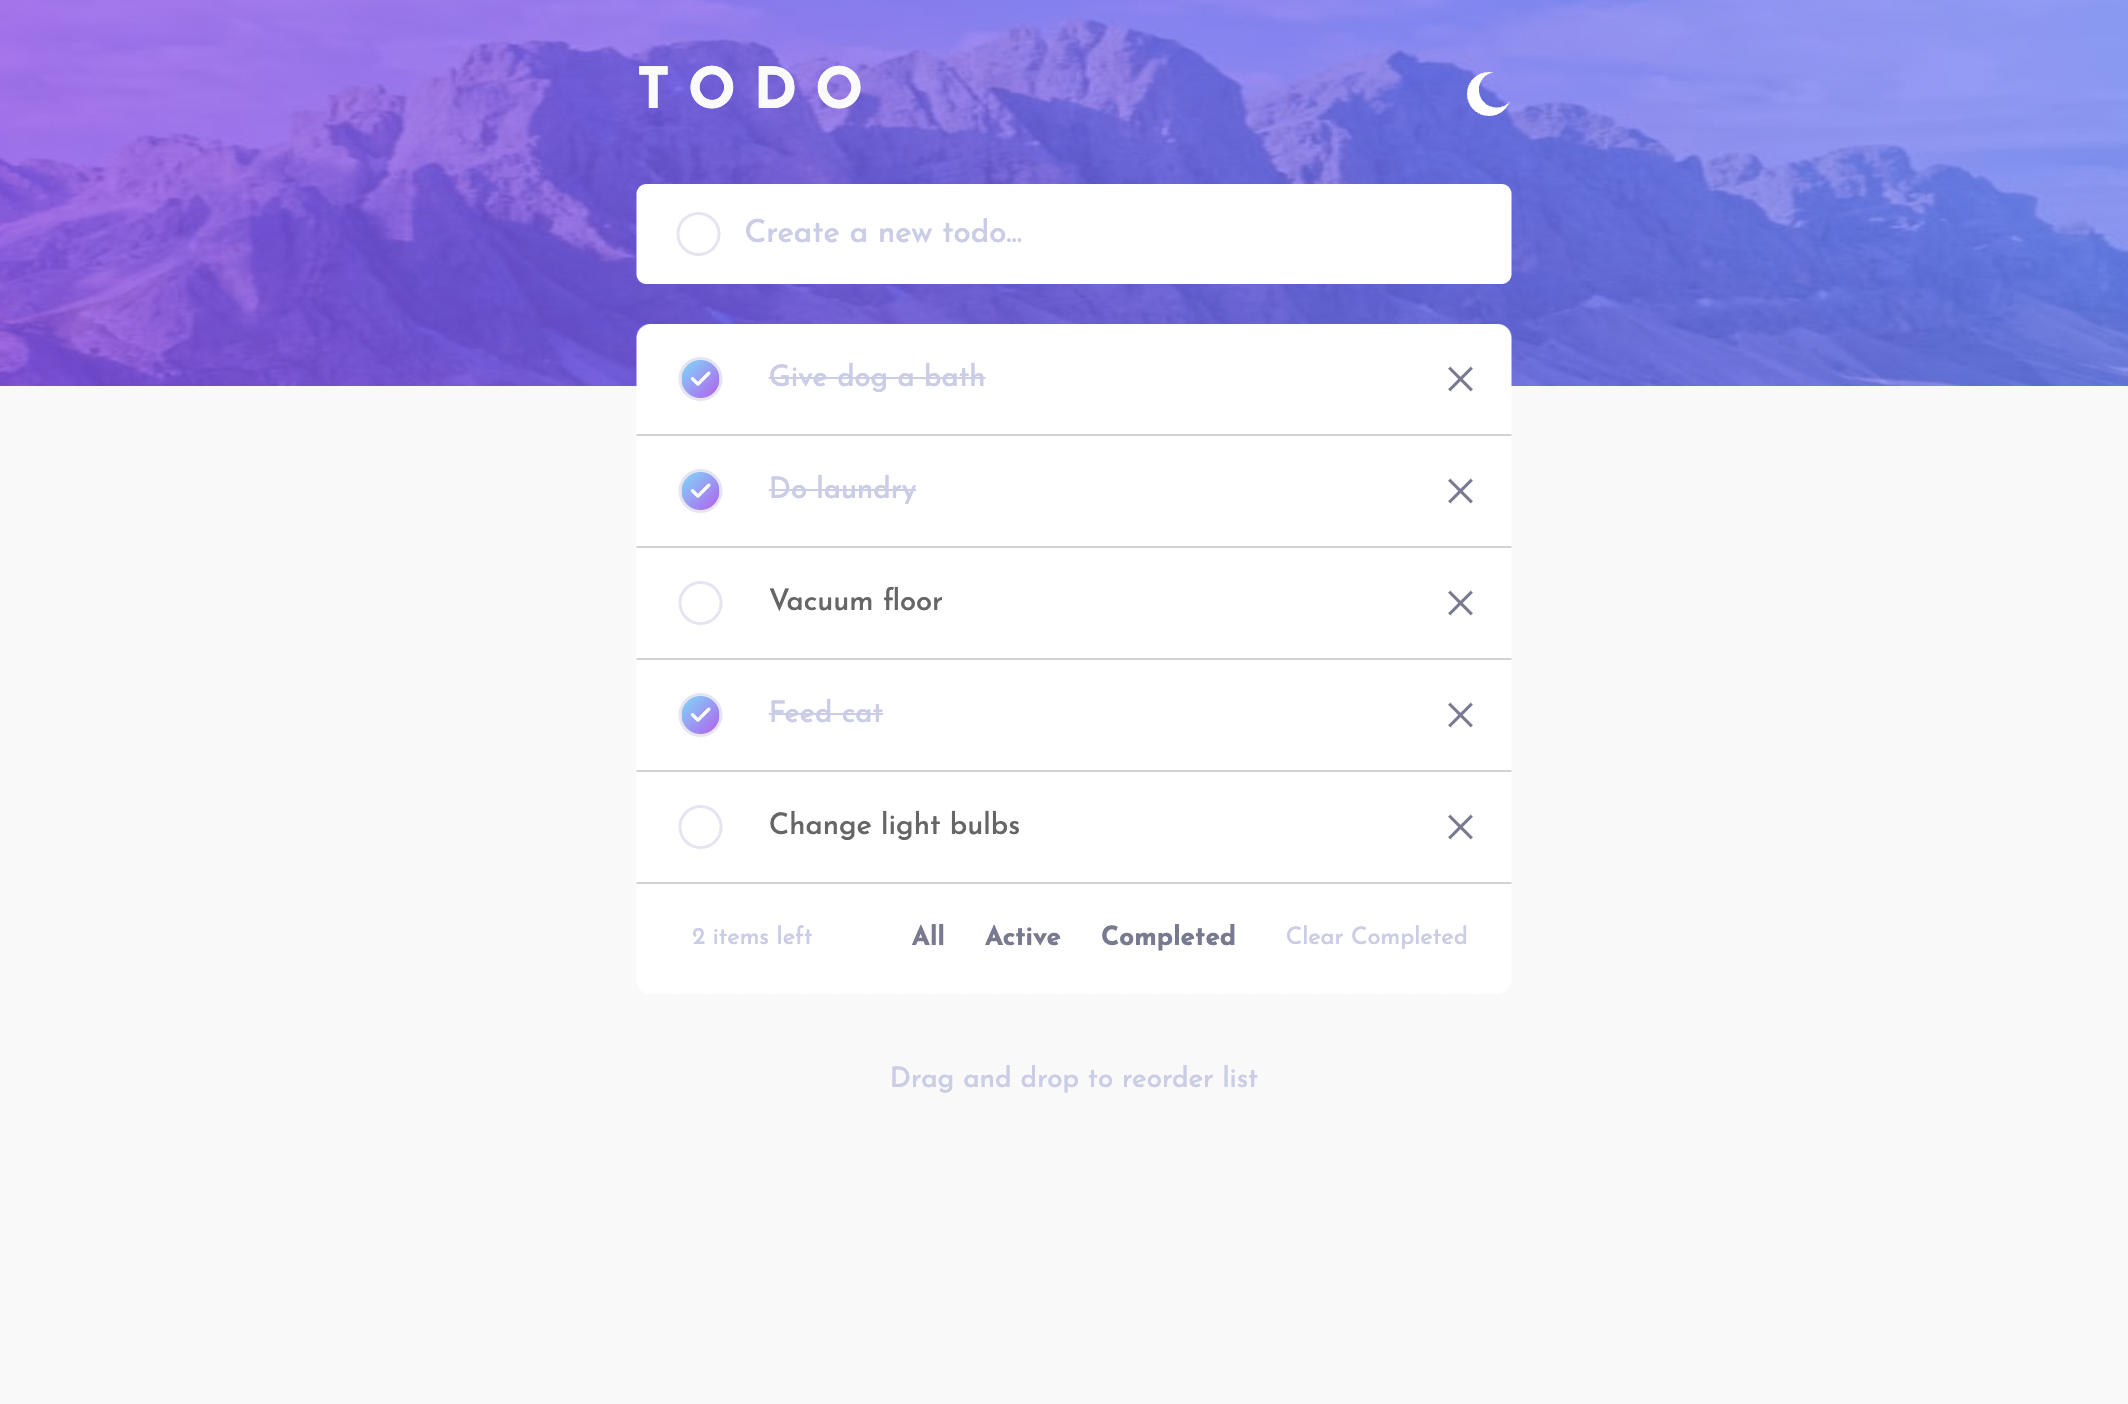 TODO
Create a new todo...
Give dog a bath
Do laundry
Vacuum floor
Feed cat
Change light bulbs
2 items left All Active Completed Clear Completed
Drag and drop to reorder list